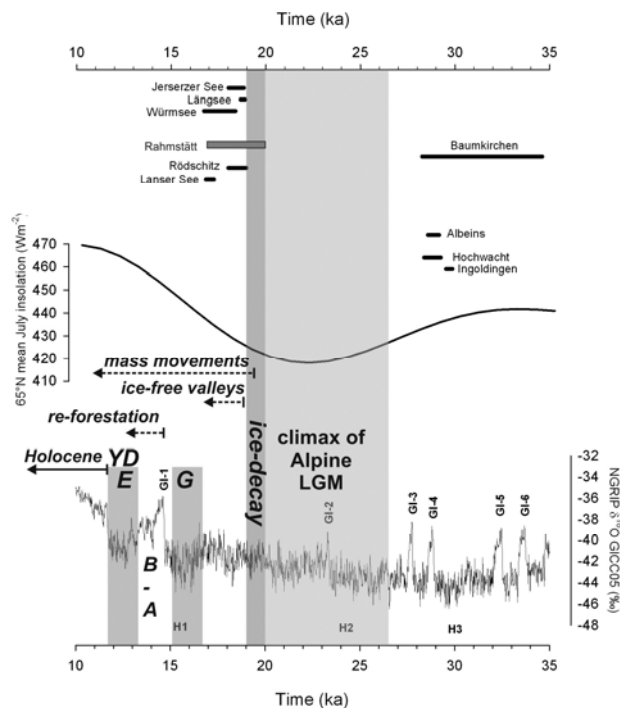 Time (ka)
10 15 20 25 30 35
Jerserzer See
Längsee
Würmsee
Rahmstätt
Baumkirchen
Rödschitz
Lanser See
Albeins
Hochwacht
Ingoldingen
65°N mean July insolation (Wm-2)
470
460
450
440
430
420
410
mass movements
ice-free valleys
re-forestation
Holocene
YD
E
GI-1
G
B-A
ice-decay
climax of
Alpine
LGM
GI-2
GI-3
GI-4
GI-5
GI-6
H1
H2
H3
-32
-34
-36
-38
-40
-42
-44
-46
-48
NGRIP δ18O GICC05 (‰)
10 15 20 25 30 35
Time (ka)